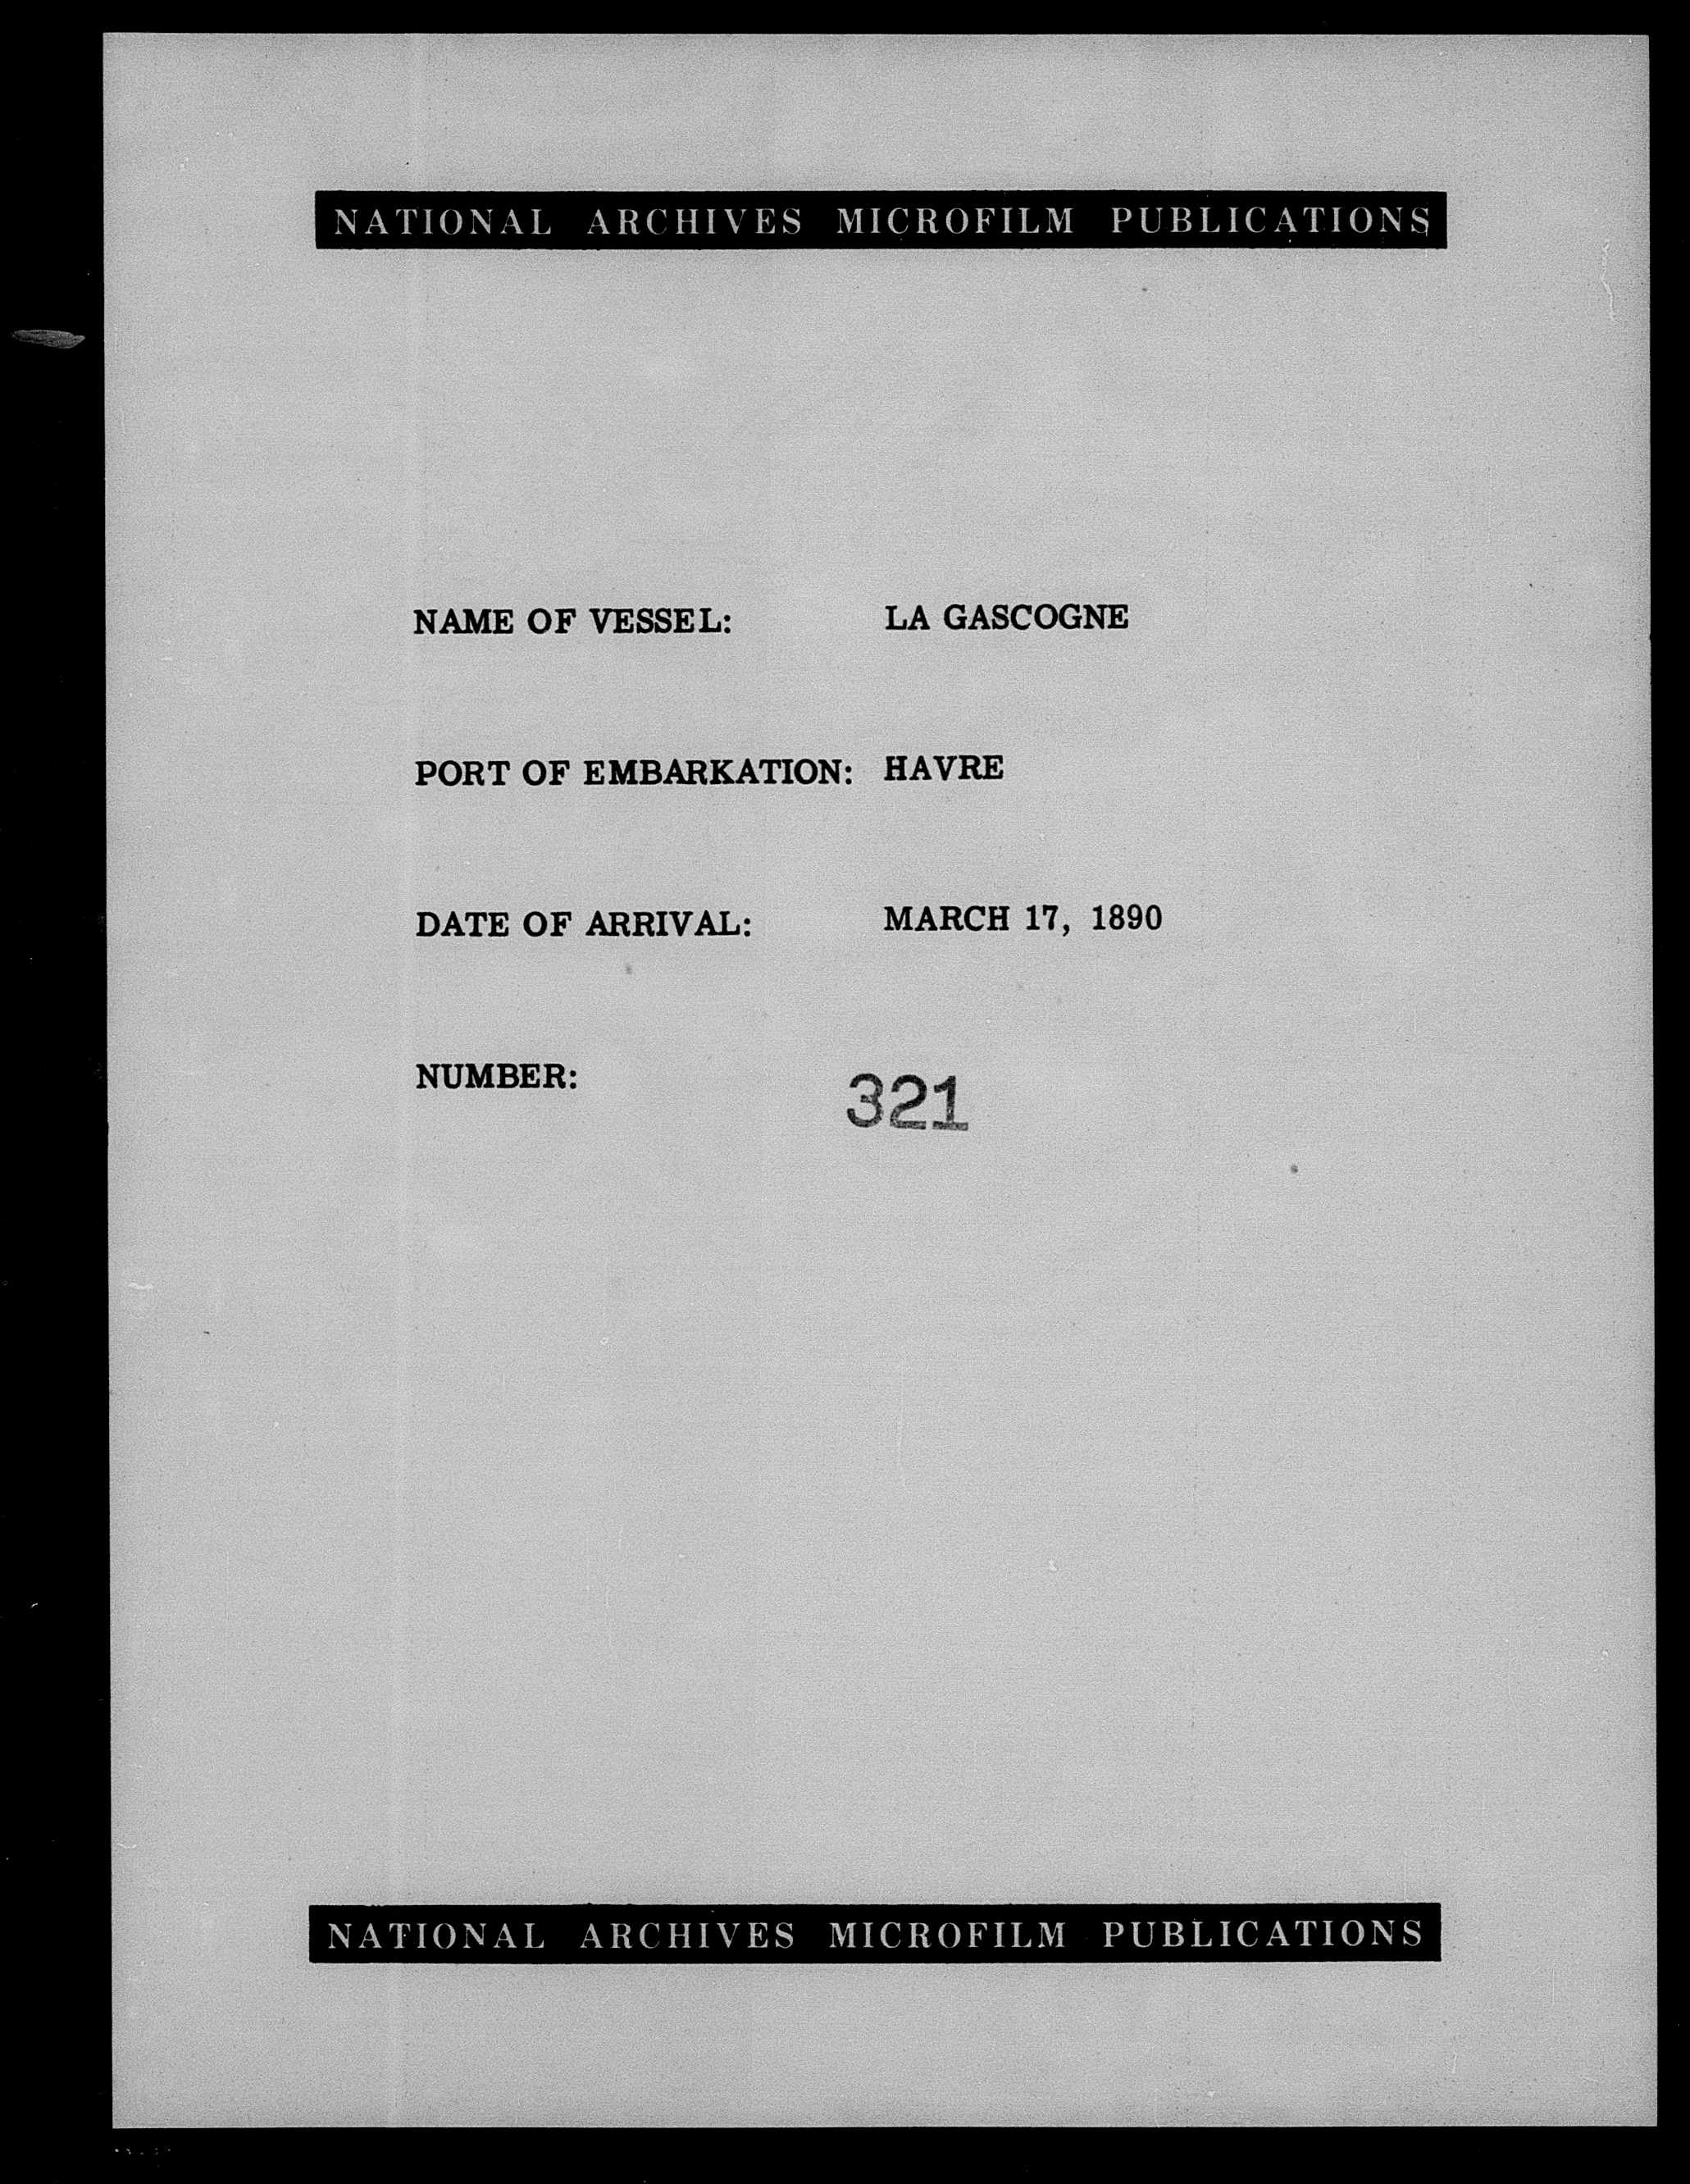 NATIONAL ARCHIVES MICROFILM PUBLICATIONS
NAME OF VESSEL: LA GASCOGNE
PORT OF EMBARKATION: HAVRE
DATE OF ARRIVAL: MARCH 17, 1890
NUMBER: 321
NATIONAL ARCHIVES MICROFILM PUBLICATIONS